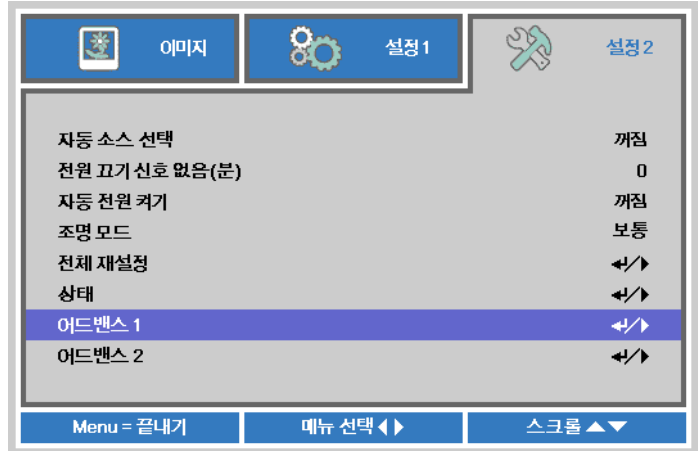 이미지 설정 1 설정 2
자동 소스 선택 꺼짐
전원 끄기 신호 없음(분) 0
자동 전원 켜기 꺼짐
조명 모드 보통
전체 재설정 ↵/▶
상태 ↵/▶
어드밴스 1 ↵/▶
어드밴스 2 ↵/▶
Menu = 끝내기 메뉴 선택 ◀ ▶ 스크롤 ▲▼